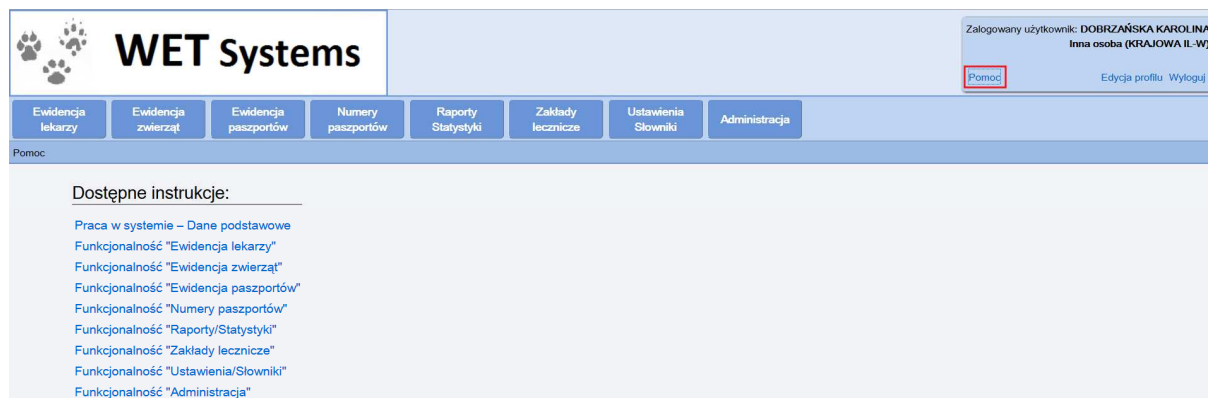 WET Systems
Zalogowany użytkownik: DOBRZAŃSKA KAROLINA
Inna osoba (KRAJOWA IL-W)
Pomoc Edycja profilu Wyloguj
Ewidencja lekarzy
Ewidencja zwierząt
Ewidencja paszportów
Numery paszportów
Raporty Statystyki
Zakłady lecznicze
Ustawienia Słowniki
Administracja
Pomoc
Dostępne instrukcje:
Praca w systemie – Dane podstawowe
Funkcjonalność "Ewidencja lekarzy"
Funkcjonalność "Ewidencja zwierząt"
Funkcjonalność "Ewidencja paszportów"
Funkcjonalność "Numery paszportów"
Funkcjonalność "Raporty/Statystyki"
Funkcjonalność "Zakłady lecznicze"
Funkcjonalność "Ustawienia/Słowniki"
Funkcjonalność "Administracja"